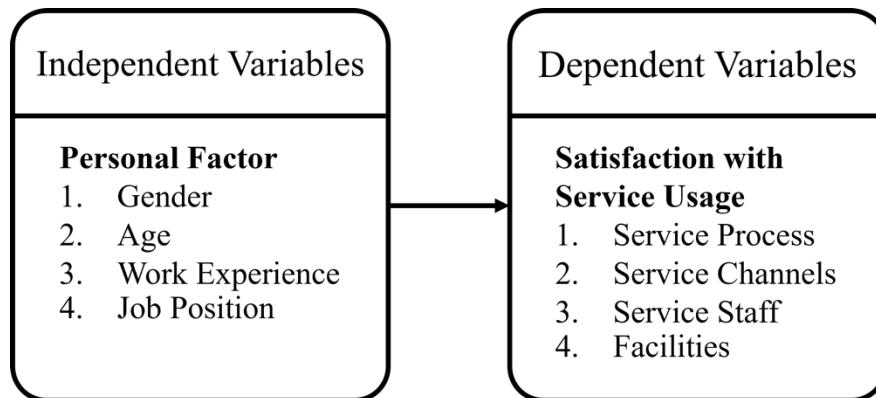 Independent Variables
Personal Factor
1. Gender
2. Age
3. Work Experience
4. Job Position
Dependent Variables
Satisfaction with
Service Usage
1. Service Process
2. Service Channels
3. Service Staff
4. Facilities